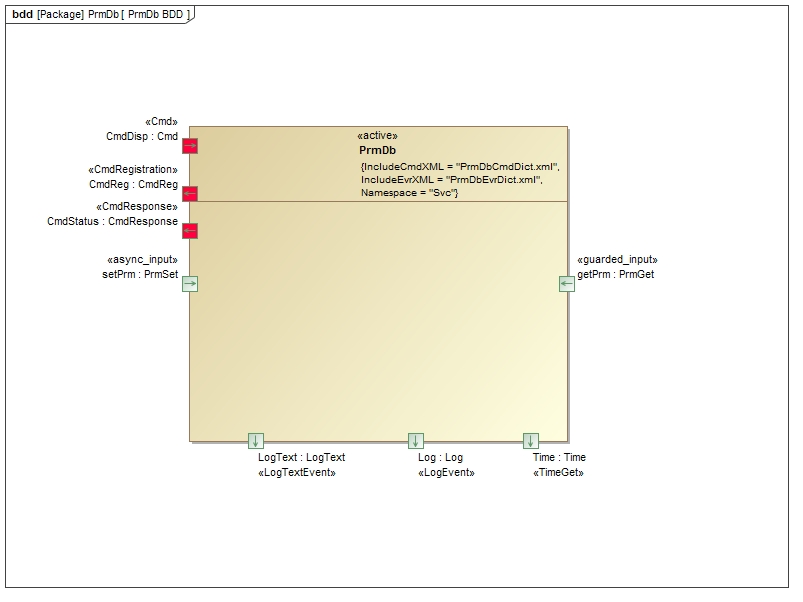 bdd [Package] PrmDb [ PrmDb BDD ]
«Cmd»
CmdDisp : Cmd
«active»
PrmDb
{IncludeCmdXML = "PrmDbCmdDict.xml",
IncludeEvrXML = "PrmDbEvrDict.xml",
Namespace = "Svc"}
«CmdRegistration»
CmdReg : CmdReg
«CmdResponse»
CmdStatus : CmdResponse
«async_input»
setPrm : PrmSet
«guarded_input»
getPrm : PrmGet
LogText : LogText
«LogTextEvent»
Log : Log
«LogEvent»
Time : Time
«TimeGet»